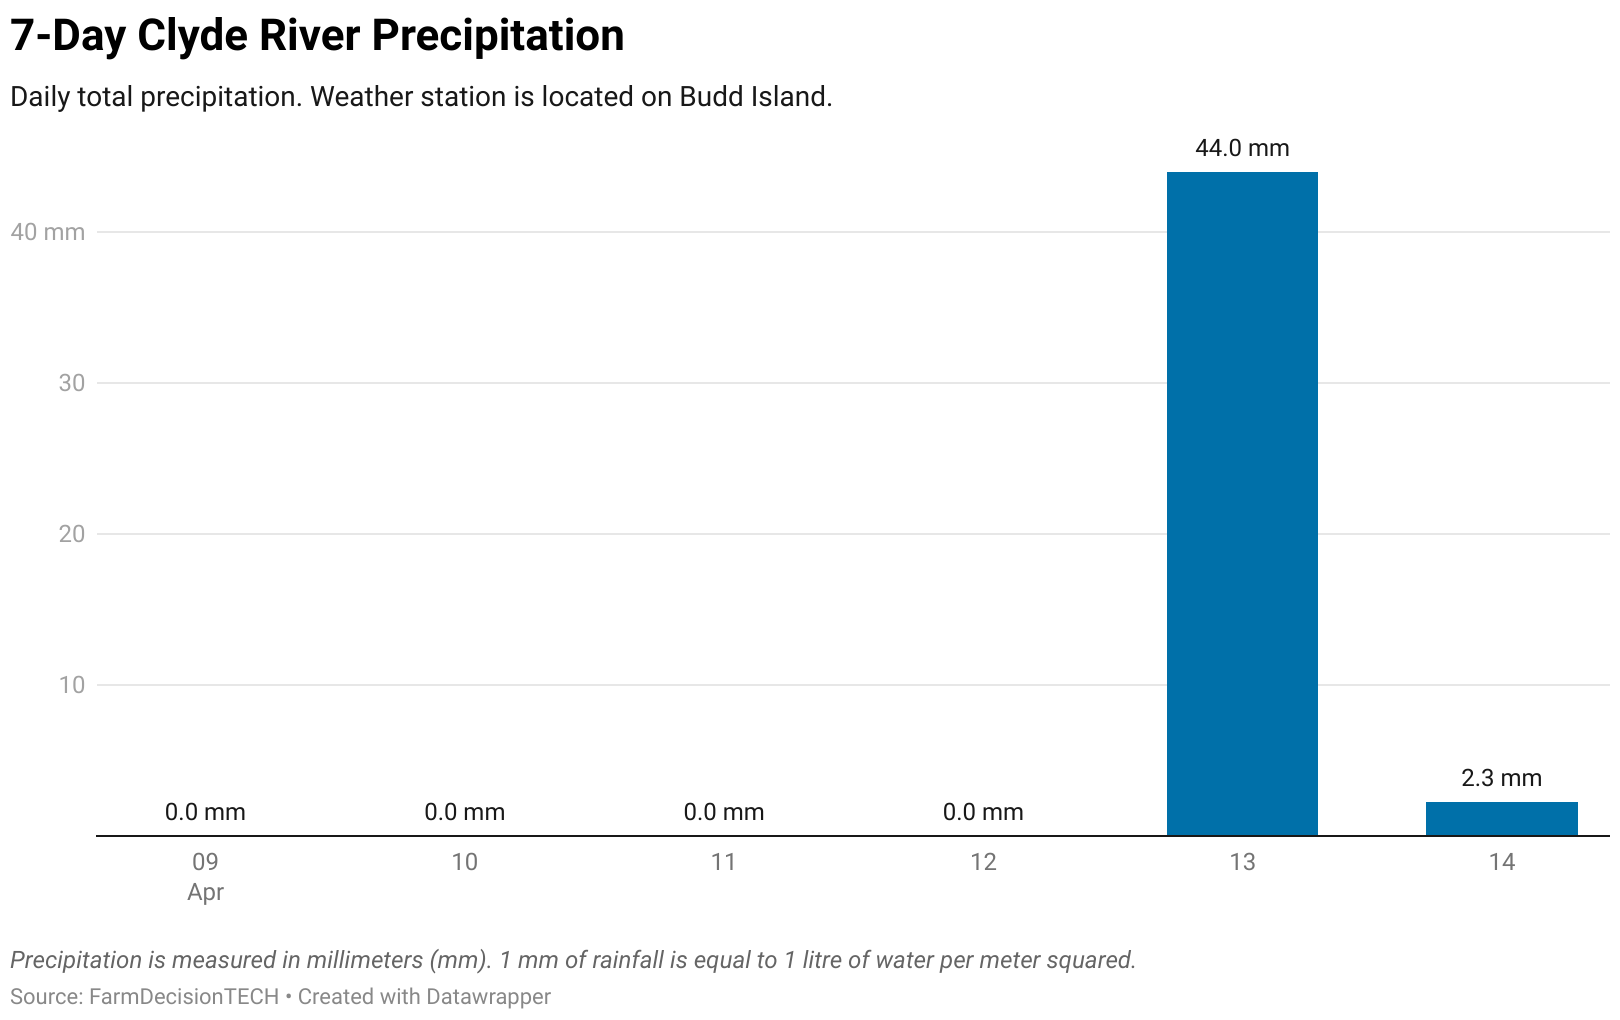 7-Day Clyde River Precipitation
Daily total precipitation. Weather station is located on Budd Island.
44.0 mm
40 mm
30
20
10
2.3 mm
0.0 mm 0.0 mm 0.0 mm 0.0 mm
09 10 11 12 13 14
Apr
Precipitation is measured in millimeters (mm). 1 mm of rainfall is equal to 1 litre of water per meter squared.
Source: FarmDecisionTECH • Created with Datawrapper